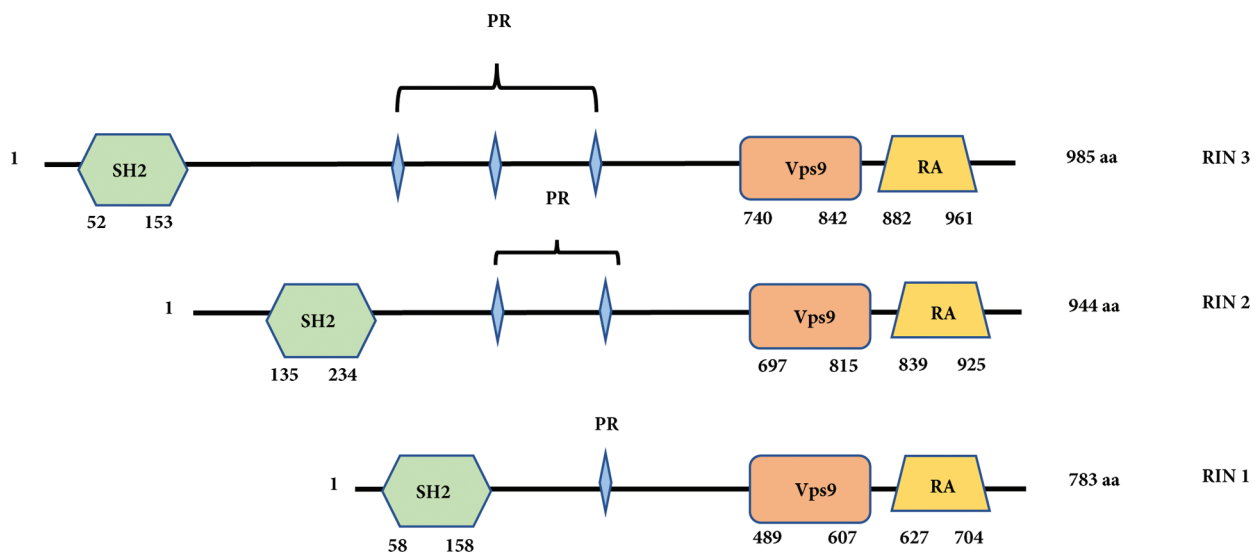 PR
1 SH2 Vps9 RA 985 aa RIN 3
52 153 740 842 882 961
PR
1 SH2 Vps9 RA 944 aa RIN 2
135 234 697 815 839 925
PR
1 SH2 Vps9 RA 783 aa RIN 1
58 158 489 607 627 704